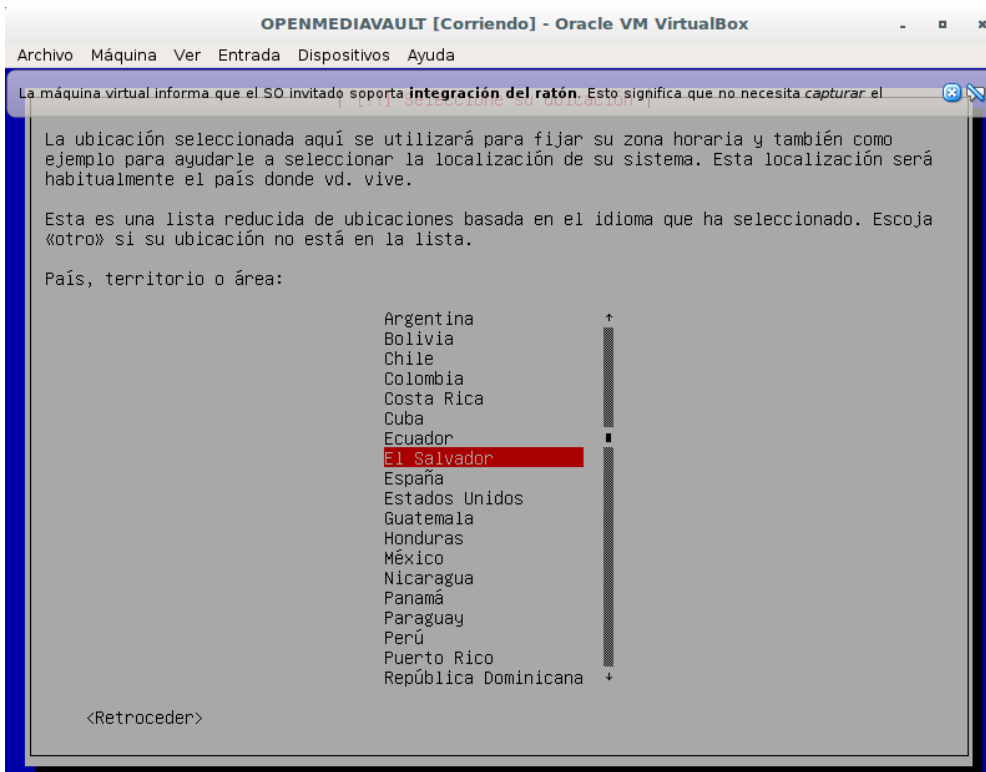 OPENMEDIAVAULT [Corriendo] - Oracle VM VirtualBox
Archivo Máquina Ver Entrada Dispositivos Ayuda
La máquina virtual informa que el SO invitado soporta integración del ratón. Esto significa que no necesita capturar el
[!!] Seleccione su ubicación
La ubicación seleccionada aquí se utilizará para fijar su zona horaria y también como
ejemplo para ayudarle a seleccionar la localización de su sistema. Esta localización será
habitualmente el país donde vd. vive.
Esta es una lista reducida de ubicaciones basada en el idioma que ha seleccionado. Escoja
«otro» si su ubicación no está en la lista.
País, territorio o área:
Argentina
Bolivia
Chile
Colombia
Costa Rica
Cuba
Ecuador
El Salvador
España
Estados Unidos
Guatemala
Honduras
México
Nicaragua
Panamá
Paraguay
Perú
Puerto Rico
República Dominicana
<Retroceder>